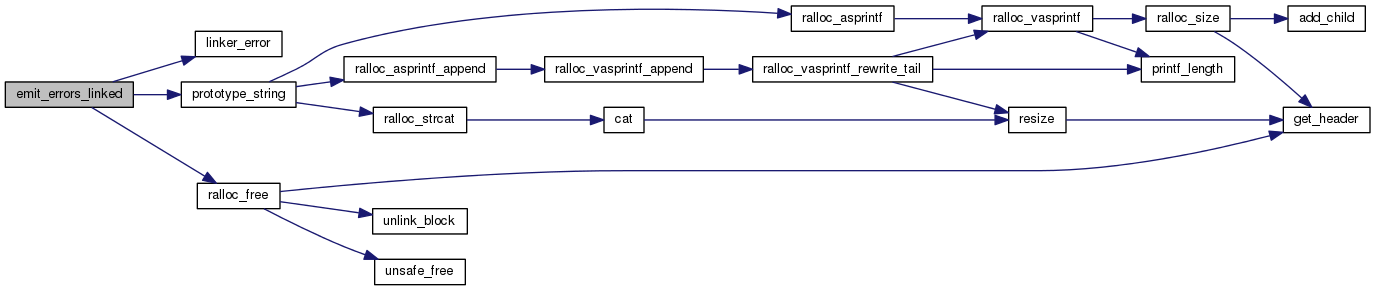 emit_errors_linked
linker_error
prototype_string
ralloc_free
ralloc_asprintf
ralloc_asprintf_append
ralloc_strcat
unlink_block
unsafe_free
ralloc_vasprintf_append
cat
ralloc_vasprintf_rewrite_tail
ralloc_vasprintf
resize
ralloc_size
printf_length
add_child
get_header